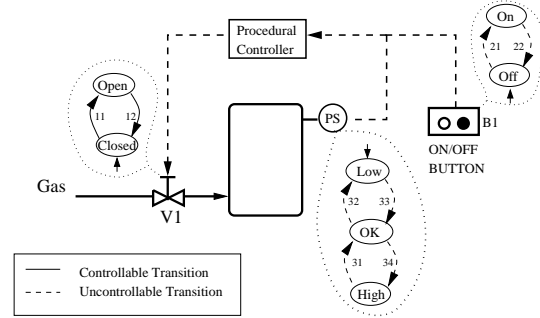 On
21 22
Off
Procedural
Controller
Open
11 12
Closed
PS
B1
ON/OFF
BUTTON
Low
32 33
OK
31 34
High
Gas
V1
Controllable Transition
Uncontrollable Transition